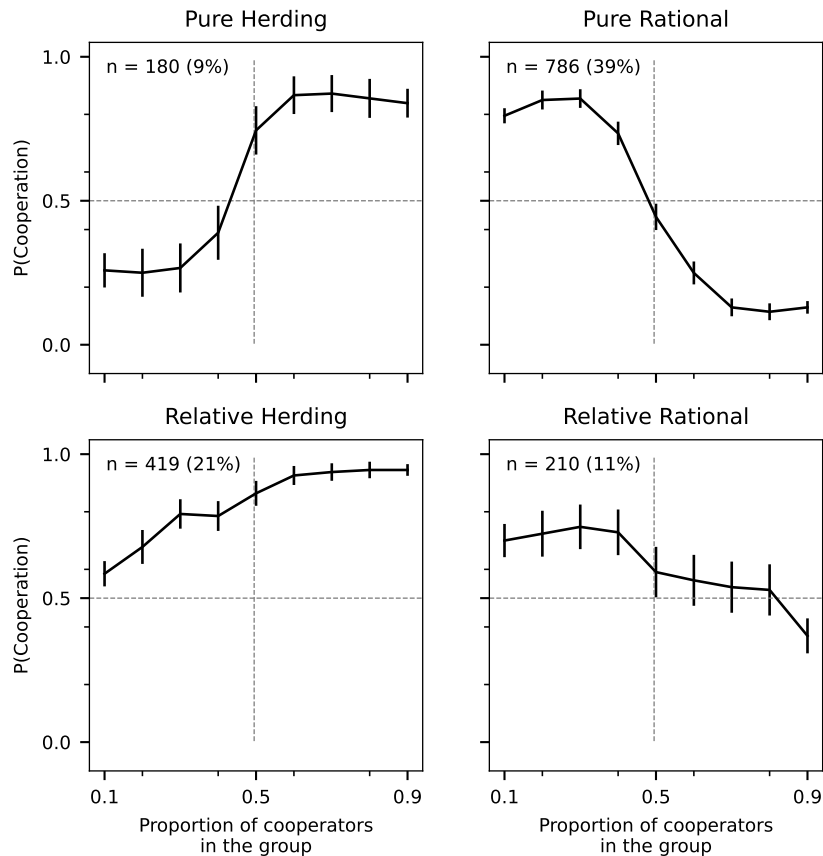 Pure Herding
Pure Rational
n = 180 (9%)
n = 786 (39%)
1.0
0.5
0.0
P(Cooperation)
Relative Herding
Relative Rational
n = 419 (21%)
n = 210 (11%)
1.0
0.5
0.0
P(Cooperation)
0.1
0.5
0.9
0.1
0.5
0.9
Proportion of cooperators
in the group
Proportion of cooperators
in the group